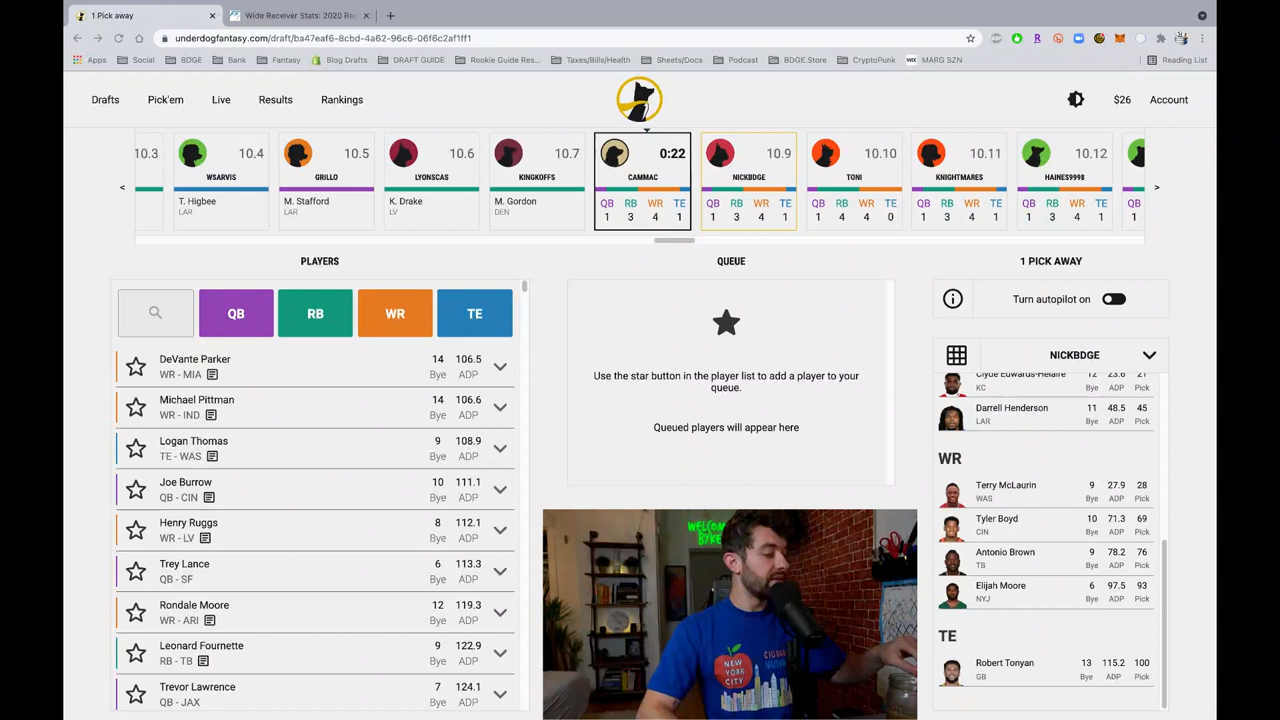 1 Pick away
Wide Receiver Stats: 2020 Re
underdogfantasy.com/draft/ba47eaf6-8cbd-4a62-96c6-06f6c2af1ff1
Apps
Social
BDGE
Bank
Fantasy
Blog Drafts
DRAFT GUIDE
Rookie Guide Res...
Taxes/Bills/Health
Sheets/Docs
Podcast
BDGE.Store
CryptoPunk
MARG SZN
Reading List
Drafts
Pick'em
Live
Results
Rankings
$26
Account
10.3
10.4
WSARVIS
T. Higbee
LAR
10.5
GRILLO
M. Stafford
LAR
10.6
LYONSCAS
K. Drake
LV
10.7
KINGKOFFS
M. Gordon
DEN
0:22
CAMMAC
QB RB WR TE
1 3 4 1
10.9
NICKBDGE
QB RB WR TE
1 3 4 1
10.10
TONI
QB RB WR TE
1 4 4 0
10.11
KNIGHTMARES
QB RB WR TE
1 3 4 1
10.12
HAINES9998
QB RB WR TE
1 3 4 1
QB
1
PLAYERS
QUEUE
1 PICK AWAY
QB RB WR TE
DeVante Parker 14 106.5
WR - MIA Bye ADP
Michael Pittman 14 106.6
WR - IND Bye ADP
Logan Thomas 9 108.9
TE - WAS Bye ADP
Joe Burrow 10 111.1
QB - CIN Bye ADP
Henry Ruggs 8 112.1
WR - LV Bye ADP
Trey Lance 6 113.3
QB - SF Bye ADP
Rondale Moore 12 119.3
WR - ARI Bye ADP
Leonard Fournette 9 122.9
RB - TB Bye ADP
Trevor Lawrence 7 124.1
QB - JAX Bye ADP
Use the star button in the player list to add a player to your
queue.
Queued players will appear here
Turn autopilot on
NICKBDGE
Clyde Edwards-Helaire 12 23.6 21
KC Bye ADP Pick
Darrell Henderson 11 48.5 45
LAR Bye ADP Pick
WR
Terry McLaurin 9 27.9 28
WAS Bye ADP Pick
Tyler Boyd 10 71.3 69
CIN Bye ADP Pick
Antonio Brown 9 78.2 76
TB Bye ADP Pick
Elijah Moore 6 97.5 93
NYJ Bye ADP Pick
TE
Robert Tonyan 13 115.2 100
GB Bye ADP Pick
NEW YORK
CITY